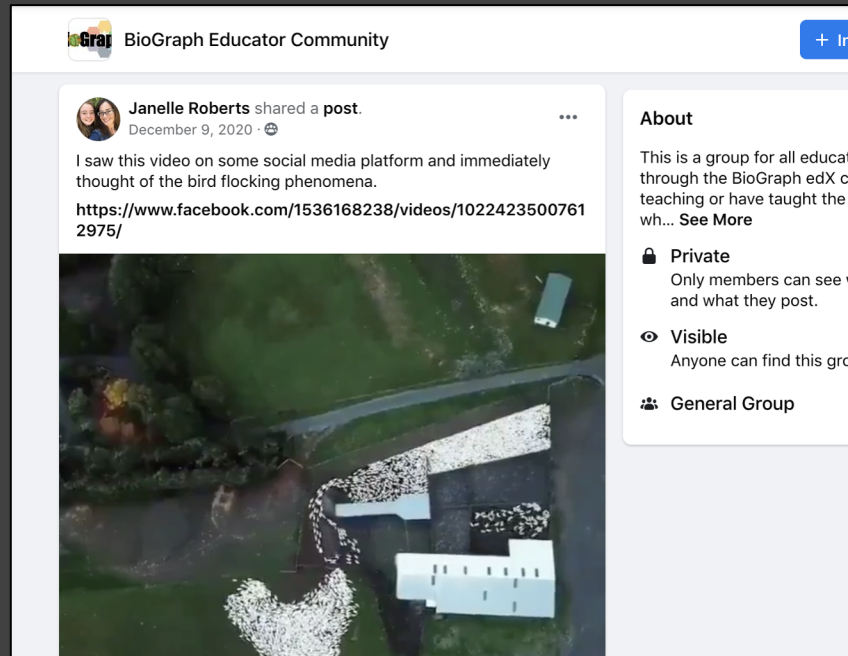 BioGraph Educator Community
Janelle Roberts shared a post.
December 9, 2020 ·
I saw this video on some social media platform and immediately
thought of the bird flocking phenomena.
https://www.facebook.com/1536168238/videos/1022423500761
2975/
About
This is a group for all educat
through the BioGraph edX c
teaching or have taught the
wh... See More
Private
Only members can see
and what they post.
Visible
Anyone can find this gro
General Group